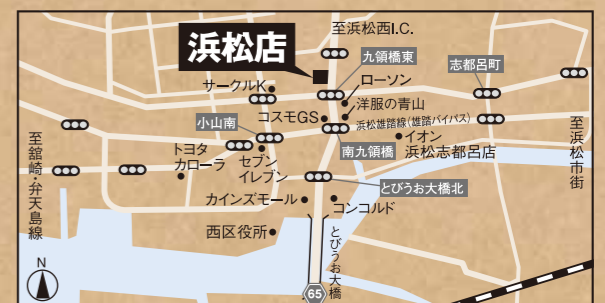 至浜松西I.C.
浜松店
九領橋東
志都呂町
サークルK
ローソン
洋服の青山
コスモGS
浜松雄踏線(雄踏バイパス)
小山南
南九領橋
イオン
浜松志都呂店
至浜松市街
至舘崎・弁天島線
トヨタ
カローラ
セブン
イレブン
とびうお大橋北
カインズモール
コンコルド
西区役所
とびうお大橋
65
N